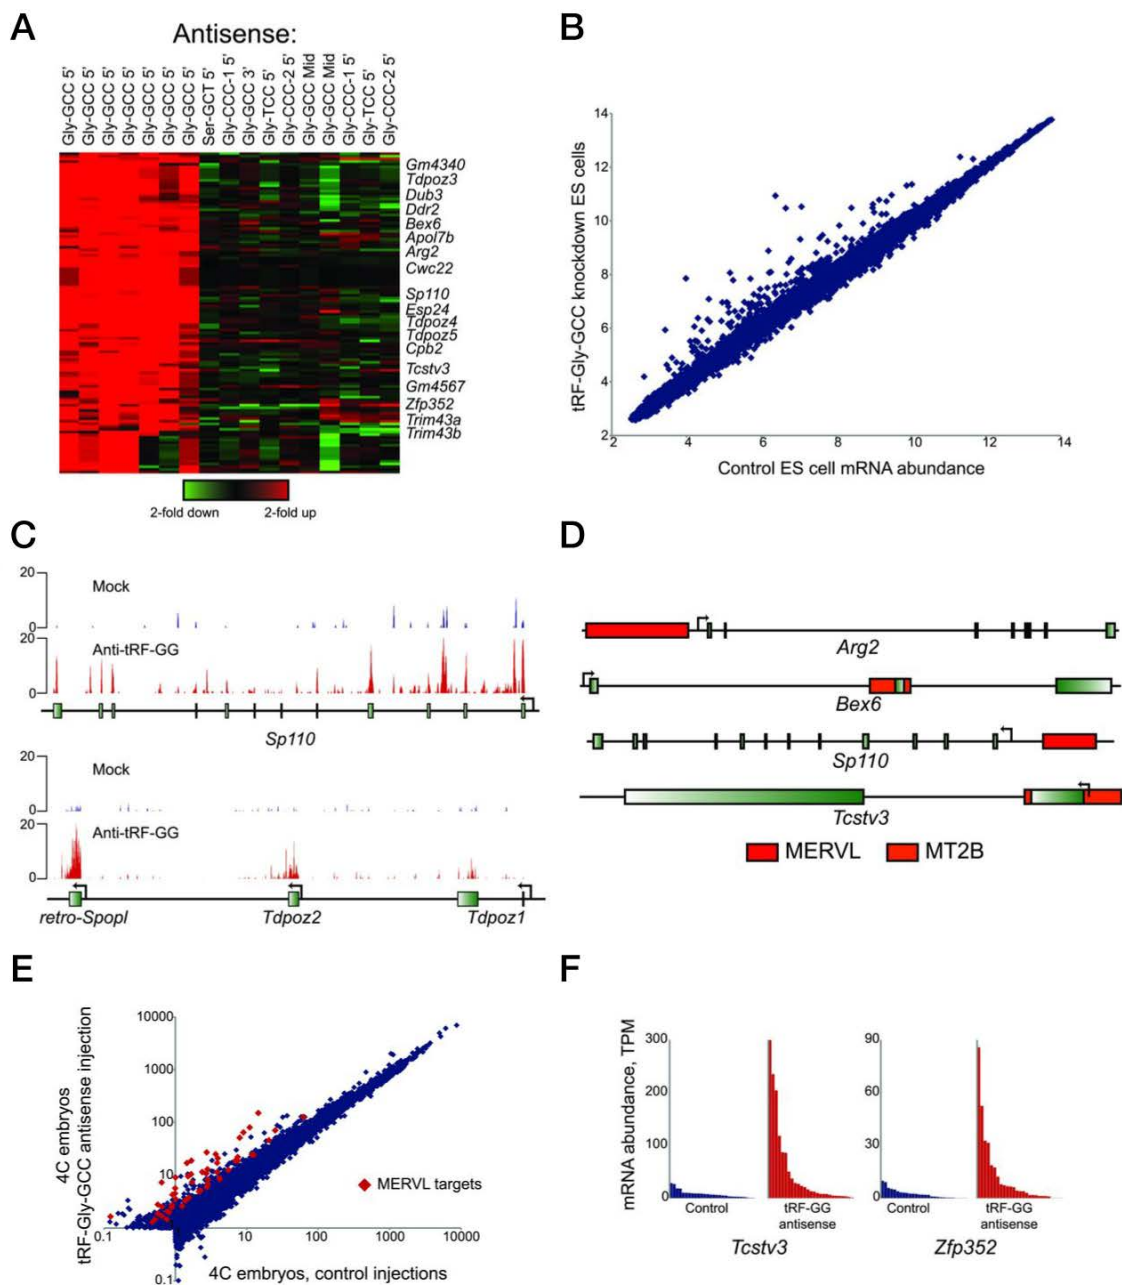 A
Antisense:
Gly-GCC 5'
Gly-GCC 5'
Gly-GCC 5'
Gly-GCC 5'
Gly-GCC 5'
Gly-GCC 5'
Gly-GCC 5'
Ser-GCT 5'
Gly-CCC-1 5'
Gly-GCC 3'
Gly-TCC 5'
Gly-CCC-2 5'
Gly-GCC Mid
Gly-GCC Mid
Gly-CCC-1 5'
Gly-TCC 5'
Gly-CCC-2 5'
Gm4340
Tdpoz3
Dub3
Ddr2
Bex6
Apol7b
Arg2
Cwc22
Sp110
Esp24
Tdpoz4
Tdpoz5
Cpb2
Tcstv3
Gm4567
Zfp352
Trim43a
Trim43b
2-fold down 2-fold up
B
tRF-Gly-GCC knockdown ES cells
14
12
10
8
6
4
2
2 4 6 8 10 12 14
Control ES cell mRNA abundance
C
20
Mock
0
20
Anti-tRF-GG
0
Sp110
20
Mock
0
20
Anti-tRF-GG
0
retro-Spopl Tdpoz2 Tdpoz1
D
Arg2
Bex6
Sp110
Tcstv3
MERVL MT2B
E
4C embryos
tRF-Gly-GCC antisense injection
10000
1000
100
10
0.1
0.1 10 100 1000 10000
MERVL targets
4C embryos, control injections
F
mRNA abundance, TPM
300
200
100
0
Control tRF-GG
antisense
Tcstv3
90
60
30
0
Control tRF-GG
antisense
Zfp352